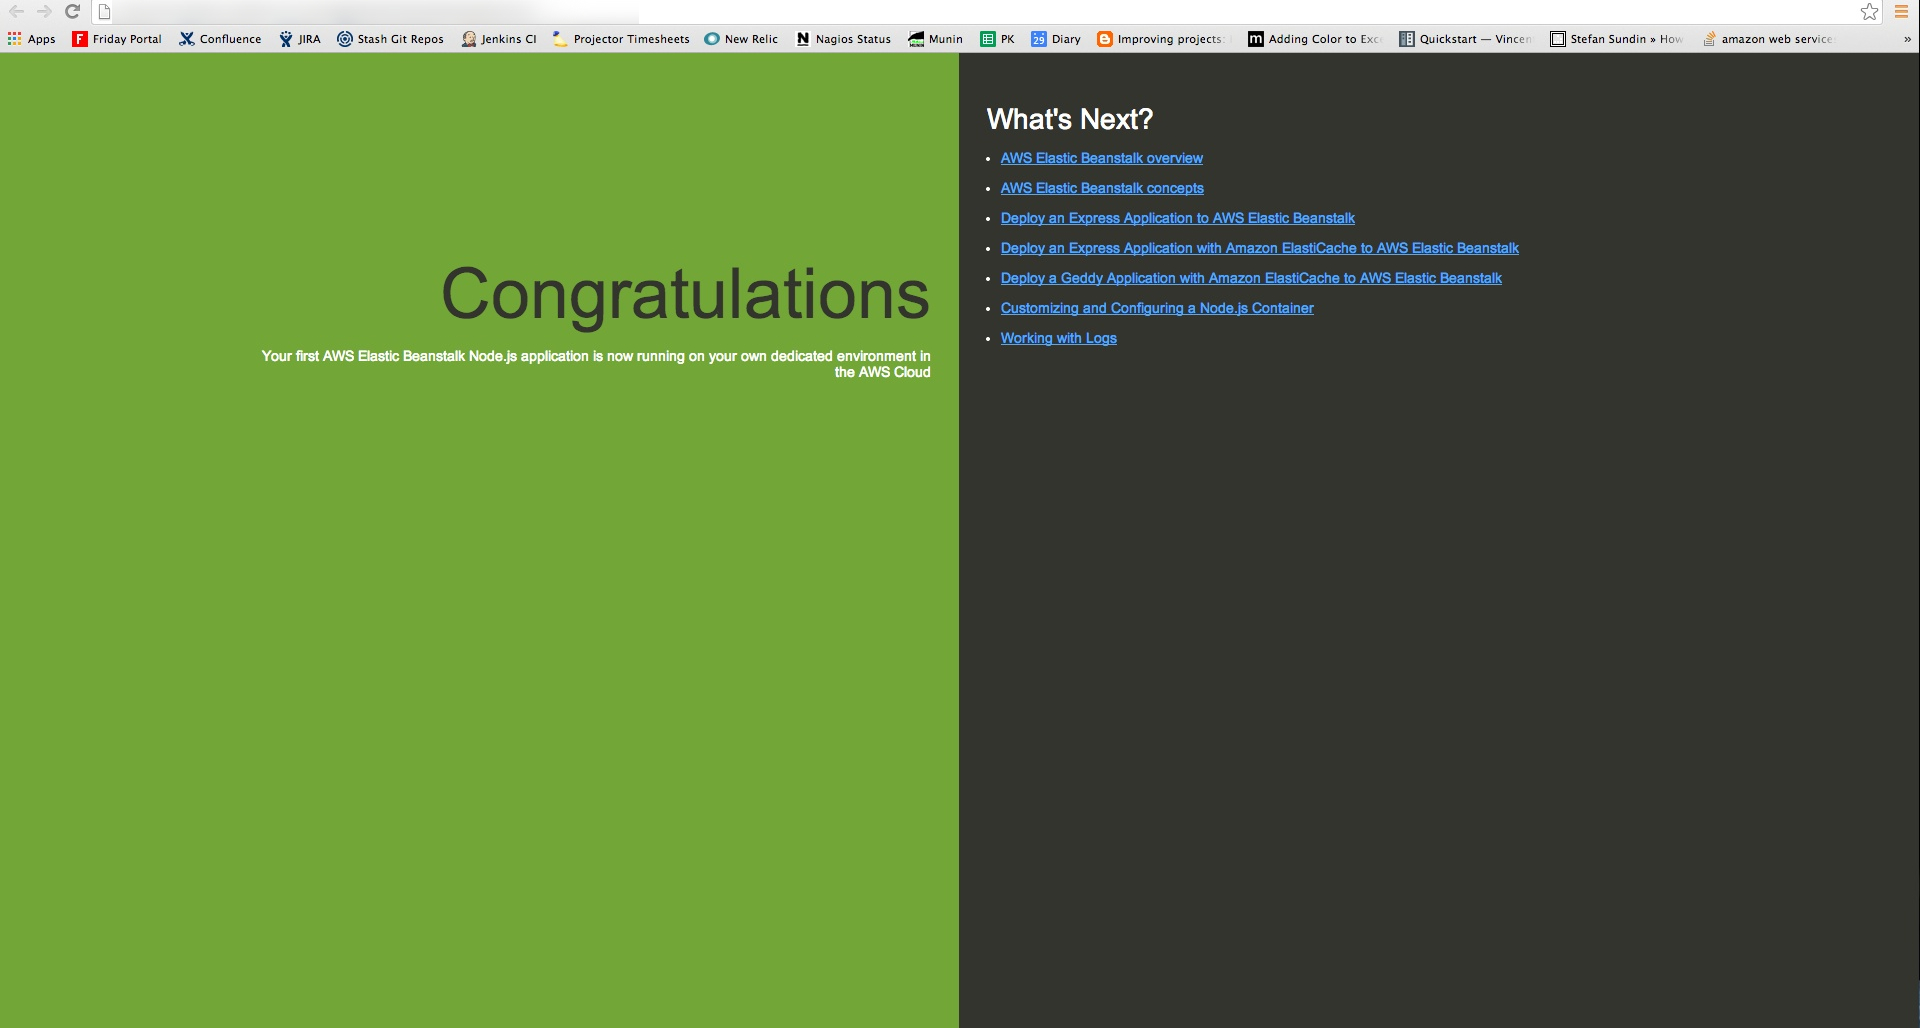 Apps Friday Portal Confluence JIRA Stash Git Repos Jenkins CI Projector Timesheets New Relic Nagios Status Munin PK 29 Diary Improving projects: Adding Color to Exc Quickstart — Vincen Stefan Sundin » How amazon web service »
Congratulations
Your first AWS Elastic Beanstalk Node.js application is now running on your own dedicated environment in
the AWS Cloud
What's Next?
• AWS Elastic Beanstalk overview
• AWS Elastic Beanstalk concepts
• Deploy an Express Application to AWS Elastic Beanstalk
• Deploy an Express Application with Amazon ElastiCache to AWS Elastic Beanstalk
• Deploy a Geddy Application with Amazon ElastiCache to AWS Elastic Beanstalk
• Customizing and Configuring a Node.js Container
• Working with Logs